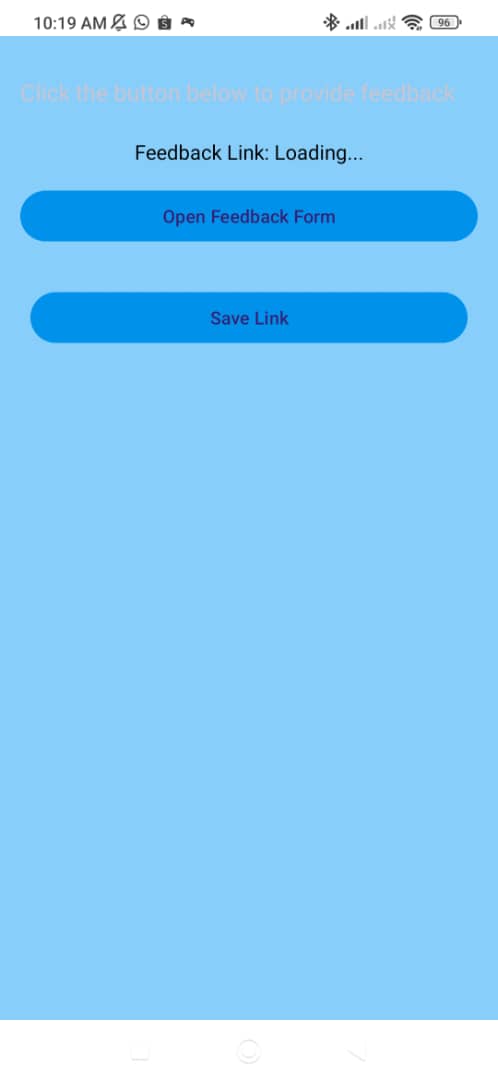 10:19 AM
96
Click the button below to provide feedback
Feedback Link: Loading...
Open Feedback Form
Save Link